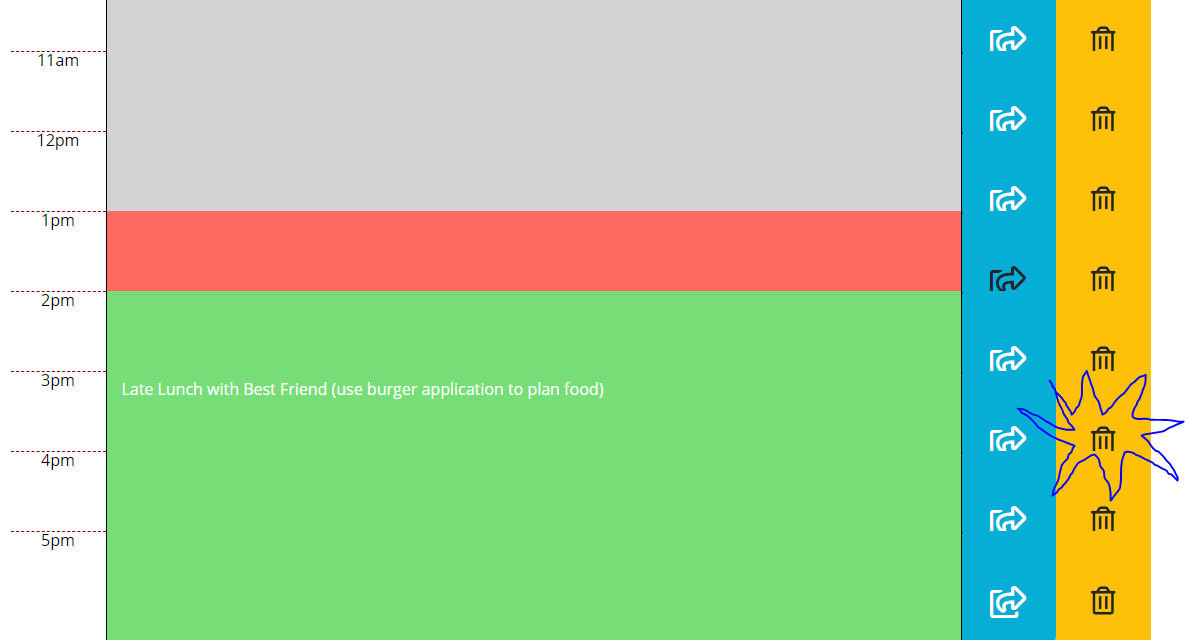 11am
12pm
1pm
2pm
3pm
Late Lunch with Best Friend (use burger application to plan food)
4pm
5pm